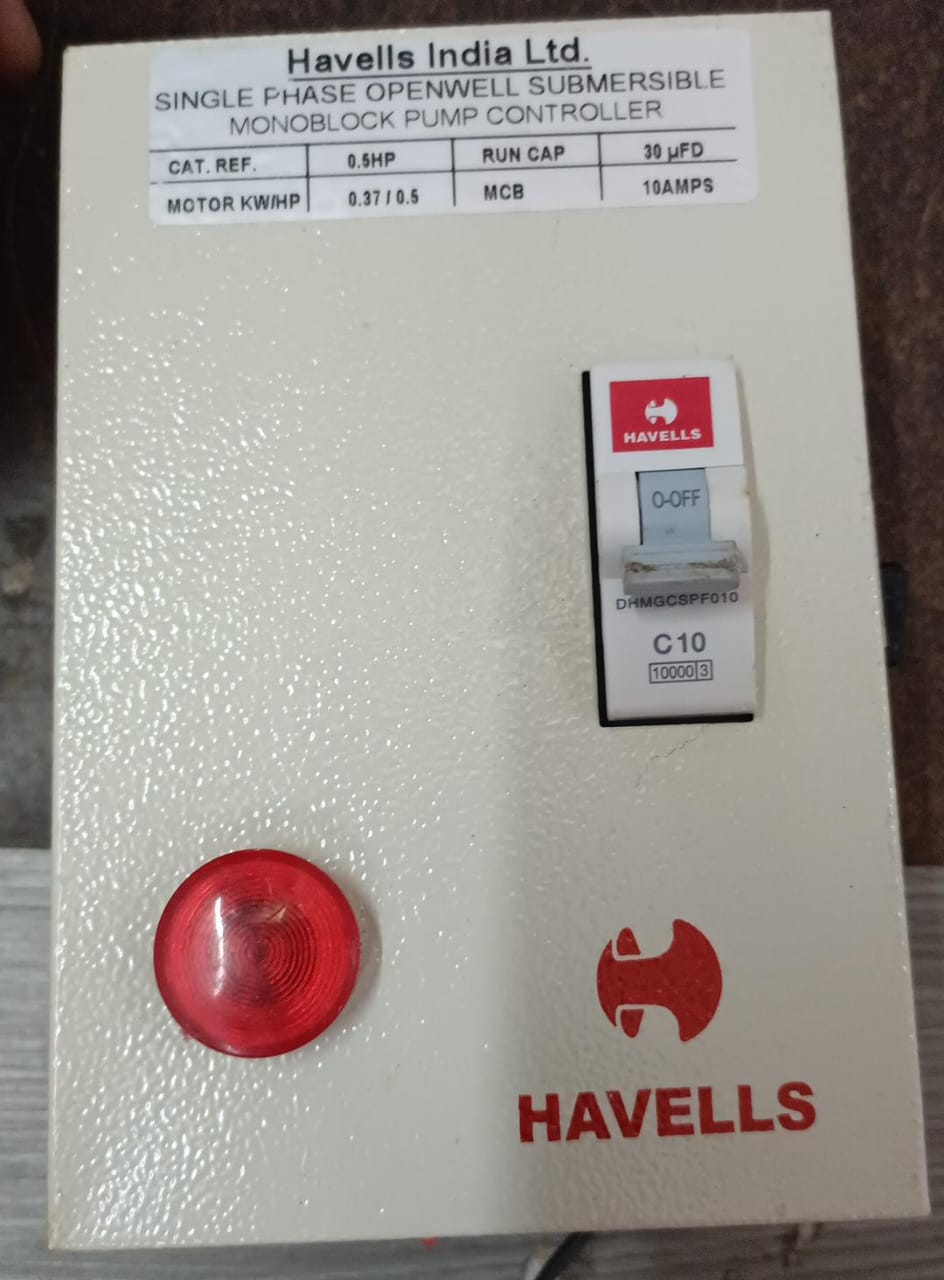 Havells India Ltd.
SINGLE PHASE OPENWELL SUBMERSIBLE
MONOBLOCK PUMP CONTROLLER
CAT. REF. 0.5HP RUN CAP 30 µFD
MOTOR KW/HP 0.37 / 0.5 MCB 10AMPS
HAVELLS
O-OFF
DHMGCSPF010
C10
10000 3
HAVELLS